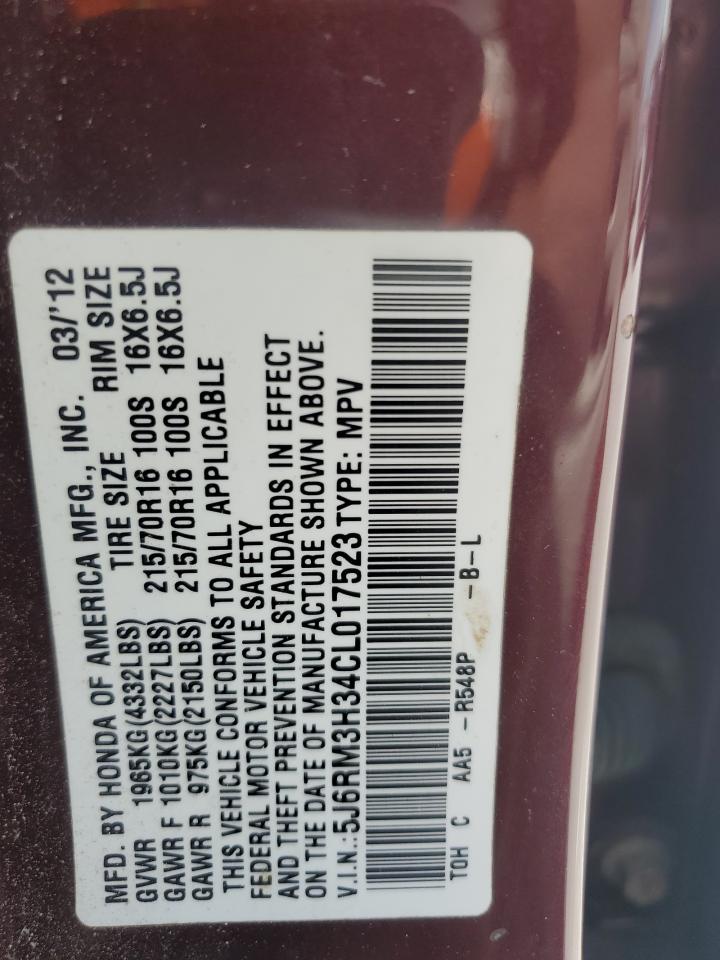 MFD. BY HONDA OF AMERICA MFG., INC. 03/'12
TIRE SIZE RIM SIZE
GVWR 1965KG(4332LBS)
GAWR F 1010KG(2227LBS) 215/70R16 100S 16X6.5J
GAWR R 975KG(2150LBS) 215/70R16 100S 16X6.5J
THIS VEHICLE CONFORMS TO ALL APPLICABLE
FEDERAL MOTOR VEHICLE SAFETY
AND THEFT PREVENTION STANDARDS IN EFFECT
ON THE DATE OF MANUFACTURE SHOWN ABOVE.
V.I.N.:5J6RM3H34CL017523 TYPE: MPV
TQH C AA5 -R548P -B-L